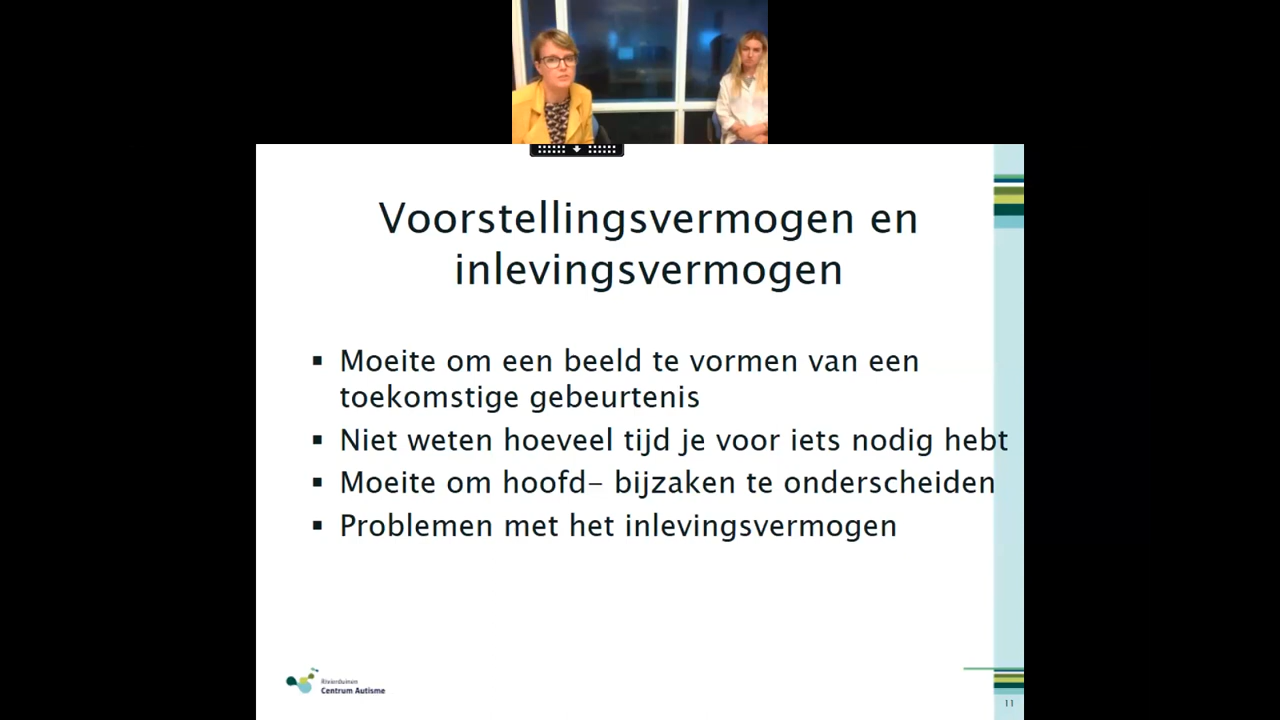 Voorstellingsvermogen en
inlevingsvermogen
▪ Moeite om een beeld te vormen van een
toekomstige gebeurtenis
▪ Niet weten hoeveel tijd je voor iets nodig hebt
▪ Moeite om hoofd- bijzaken te onderscheiden
▪ Problemen met het inlevingsvermogen
Rivierduinen
Centrum Autisme
11